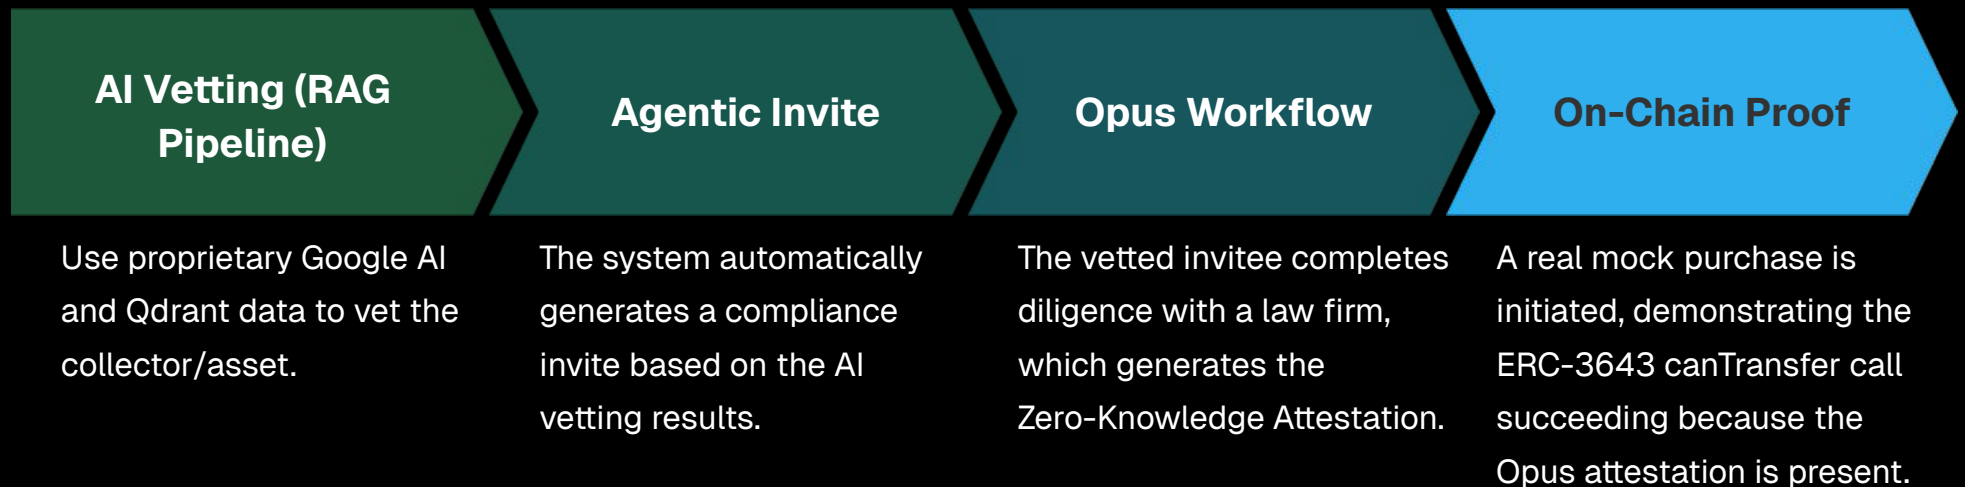 AI Vetting (RAG
Pipeline)
Agentic Invite
Opus Workflow
On-Chain Proof
Use proprietary Google AI
and Qdrant data to vet the
collector/asset.
The system automatically
generates a compliance
invite based on the AI
vetting results.
The vetted invitee completes
diligence with a law firm,
which generates the
Zero-Knowledge Attestation.
A real mock purchase is
initiated, demonstrating the
ERC-3643 canTransfer call
succeeding because the
Opus attestation is present.